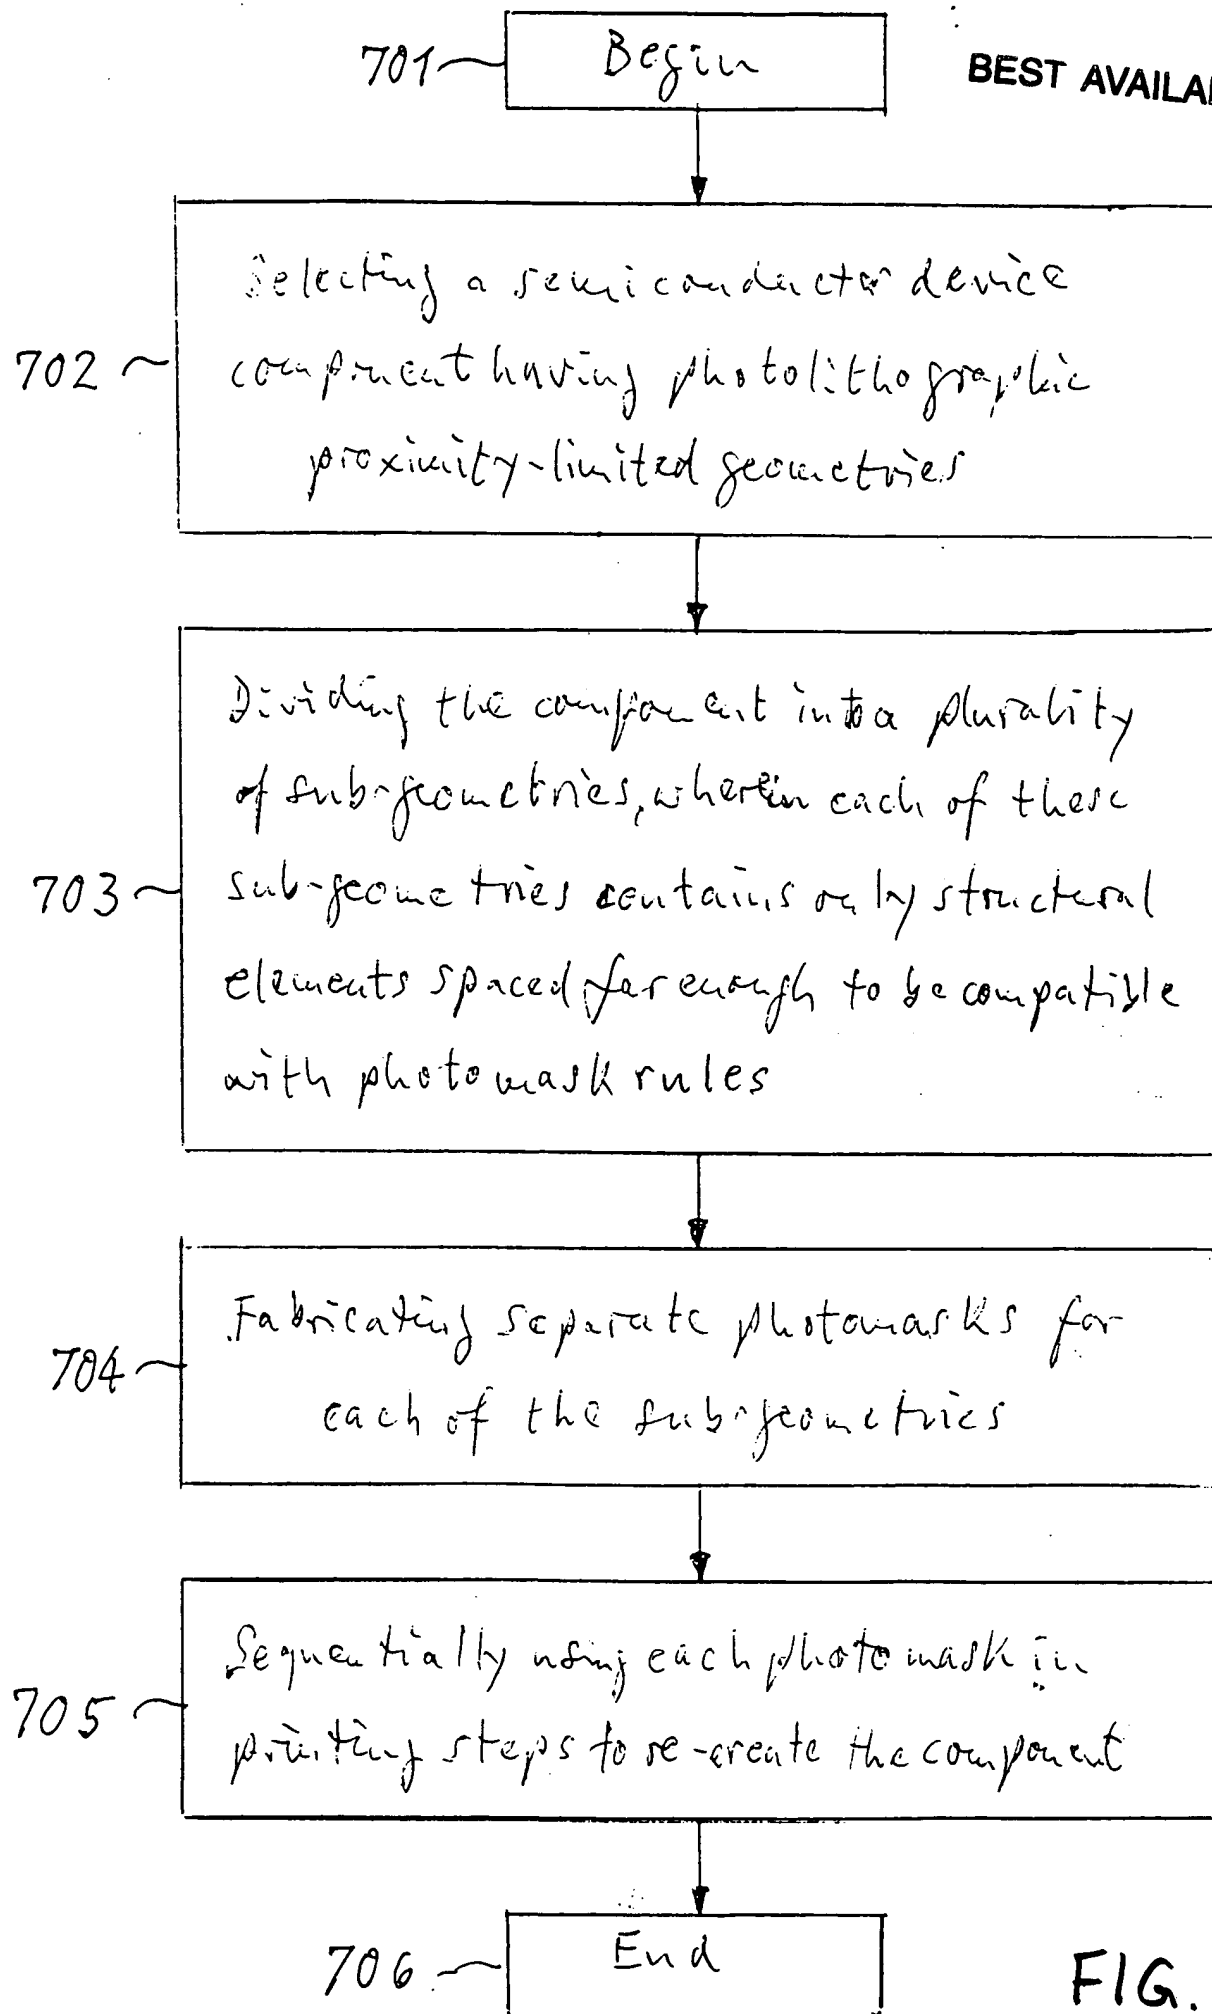 701 Begin
BEST AVAILAB
Selecting a semiconductor device
702 component having photolithographic
proximity-limited geometries
Dividing the component into a plurality
of sub-geometries, wherein each of these
703 sub-geometries contains only structural
elements spaced far enough to be compatible
with photomask rules
Fabricating separate photomasks for
704
each of the sub-geometries
Sequentially using each photomask in
705
printing steps to re-create the component
706 End
FIG.